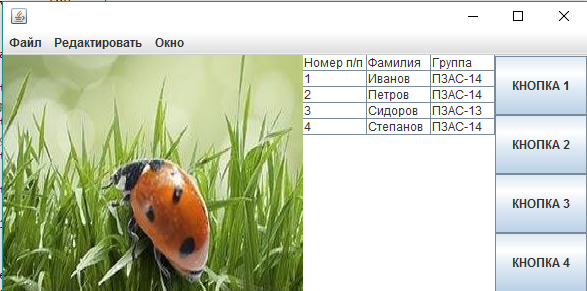 Файл Редактировать Окно
Номер п/п Фамилия Группа
1 Иванов ПЗАС-14
2 Петров ПЗАС-14
3 Сидоров ПЗАС-13
4 Степанов ПЗАС-14
КНОПКА 1
КНОПКА 2
КНОПКА 3
КНОПКА 4